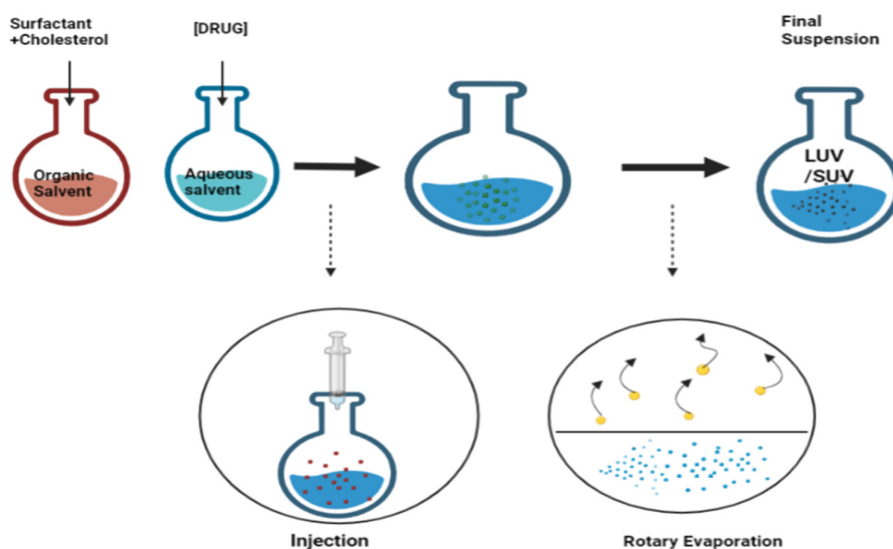 Surfactant
+Cholesterol
[DRUG]
Final
Suspension
Organic
Salvent
Aqueous
salvent
LUV
/SUV
Injection
Rotary Evaporation